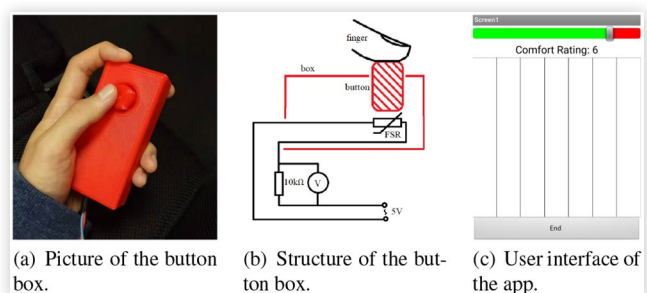 finger
box
button
FSR
10kΩ
V
5V
Screen1
Comfort Rating: 6
End
(a) Picture of the button
box.
(b) Structure of the but-
ton box.
(c) User interface of
the app.